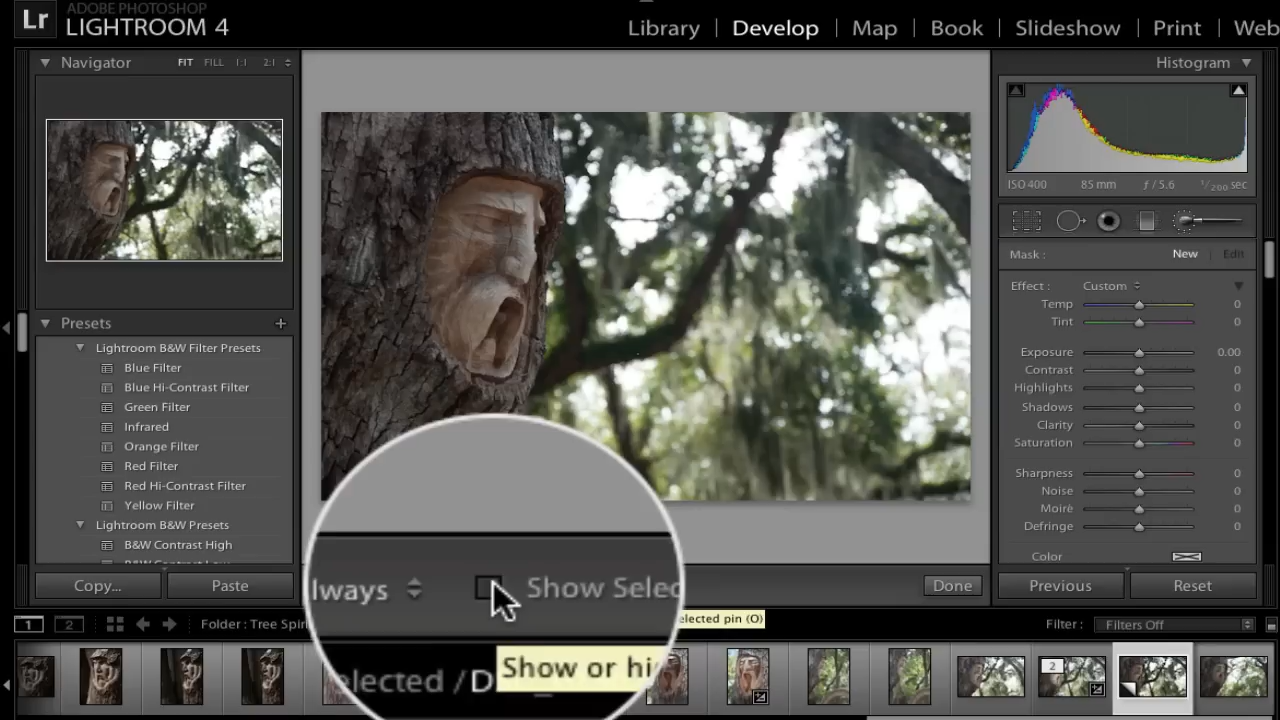 Lr ADOBE PHOTOSHOP
LIGHTROOM 4
Library | Develop | Map | Book | Slideshow | Print | Web
Navigator FIT FILL 1:1 2:1
Histogram
ISO 400 85 mm ƒ / 5.6 1/200 sec
Mask : New Edit
Effect : Custom
Temp 0
Tint 0
Exposure 0.00
Contrast 0
Highlights 0
Shadows 0
Clarity 0
Saturation 0
Sharpness 0
Noise 0
Moiré 0
Defringe 0
Color
Presets +
Lightroom B&W Filter Presets
Blue Filter
Blue Hi-Contrast Filter
Green Filter
Infrared
Orange Filter
Red Filter
Red Hi-Contrast Filter
Yellow Filter
Lightroom B&W Presets
B&W Contrast High
B&W Contrast Low
Copy... Paste
lways Show Selec
Done
Previous Reset
1 2 Folder : Tree Spir
elected pin (O)
Filter : Filters Off
elected / D
Show or hi
2